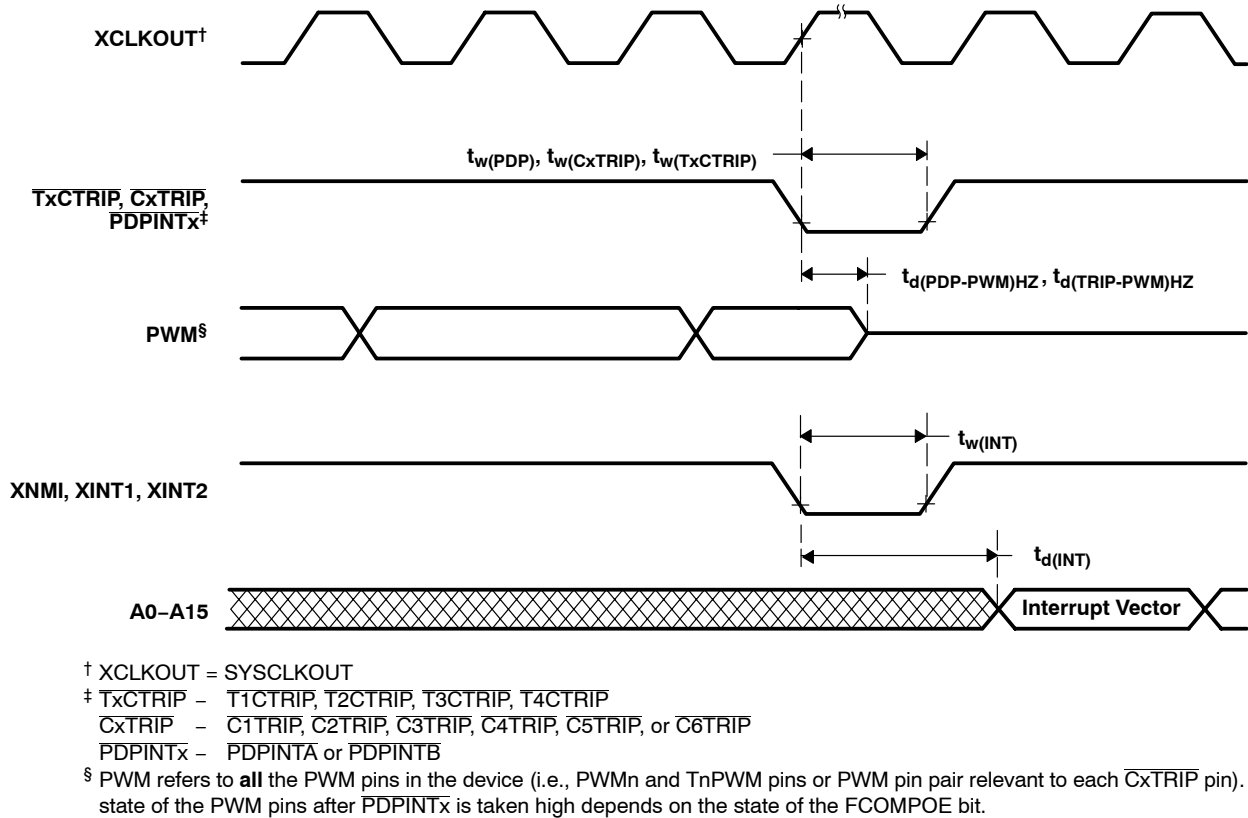 XCLKOUT†
tw(PDP), tw(CxTRIP), tw(TxCTRIP)
TxCTRIP, CxTRIP,
PDPINTx‡
td(PDP-PWM)HZ, td(TRIP-PWM)HZ
PWM§
tw(INT)
XNMI, XINT1, XINT2
td(INT)
A0–A15
Interrupt Vector
† XCLKOUT = SYSCLKOUT
‡ TxCTRIP – T1CTRIP, T2CTRIP, T3CTRIP, T4CTRIP
CxTRIP – C1TRIP, C2TRIP, C3TRIP, C4TRIP, C5TRIP, or C6TRIP
PDPINTx – PDPINTA or PDPINTB
§ PWM refers to all the PWM pins in the device (i.e., PWMn and TnPWM pins or PWM pin pair relevant to each CxTRIP pin).
state of the PWM pins after PDPINTx is taken high depends on the state of the FCOMPOE bit.